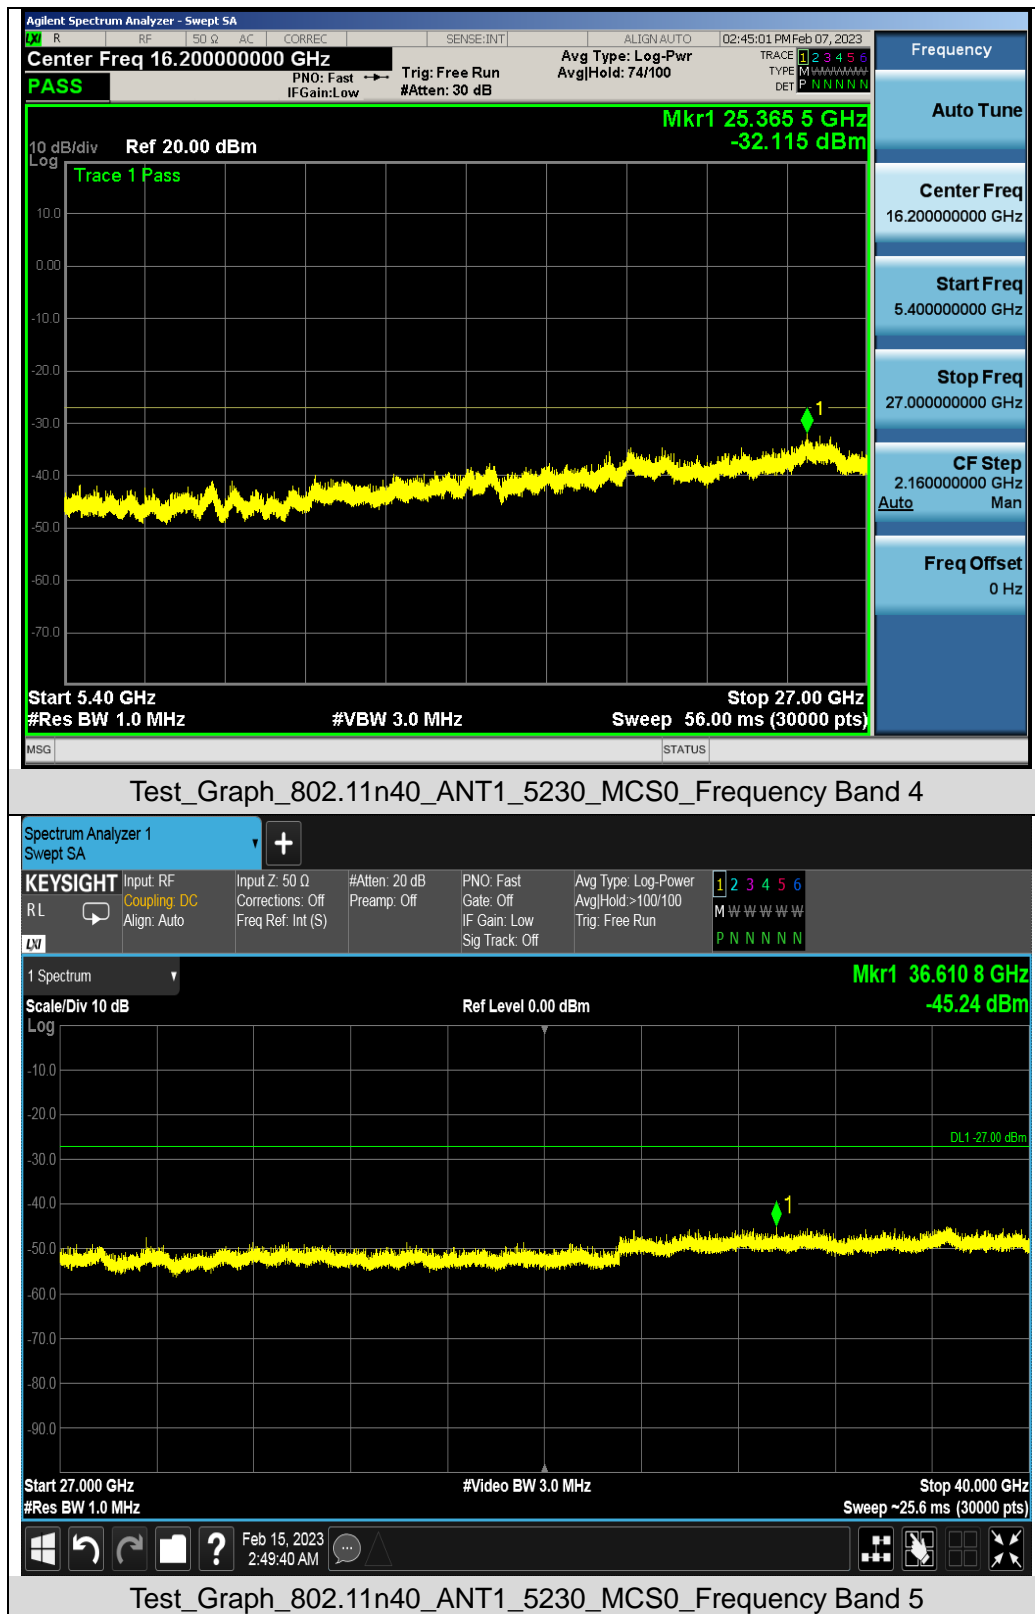 Agilent Spectrum Analyzer - Swept SA
LXI R RF 50 Ω AC CORREC SENSE:INT ALIGN AUTO 02:45:01 PM Feb 07, 2023
Center Freq 16.200000000 GHz
PNO: Fast
IFGain:Low
Trig: Free Run
#Atten: 30 dB
Avg Type: Log-Pwr
Avg|Hold: 74/100
TRACE 1 2 3 4 5 6
TYPE M W W W W W
DET P N N N N N
PASS
Mkr1 25.365 5 GHz
-32.115 dBm
10 dB/div Ref 20.00 dBm
Log
Trace 1 Pass
10.0
0.00
-10.0
-20.0
-30.0
-40.0
-50.0
-60.0
-70.0
1
Start 5.40 GHz
Stop 27.00 GHz
#Res BW 1.0 MHz
#VBW 3.0 MHz
Sweep 56.00 ms (30000 pts)
MSG
STATUS
Frequency
Auto Tune
Center Freq
16.200000000 GHz
Start Freq
5.400000000 GHz
Stop Freq
27.000000000 GHz
CF Step
2.160000000 GHz
Auto Man
Freq Offset
0 Hz
Test_Graph_802.11n40_ANT1_5230_MCS0_Frequency Band 4
Spectrum Analyzer 1
Swept SA
+
KEYSIGHT
R L
LXI
Input: RF
Coupling: DC
Align: Auto
Input Z: 50 Ω
Corrections: Off
Freq Ref: Int (S)
#Atten: 20 dB
Preamp: Off
PNO: Fast
Gate: Off
IF Gain: Low
Sig Track: Off
Avg Type: Log-Power
Avg|Hold:>100/100
Trig: Free Run
1 2 3 4 5 6
M W W W W W
P N N N N N
1 Spectrum
Mkr1 36.610 8 GHz
-45.24 dBm
Scale/Div 10 dB
Ref Level 0.00 dBm
Log
-10.0
-20.0
DL1 -27.00 dBm
-30.0
-40.0
1
-50.0
-60.0
-70.0
-80.0
-90.0
Start 27.000 GHz
#Video BW 3.0 MHz
Stop 40.000 GHz
#Res BW 1.0 MHz
Sweep ~25.6 ms (30000 pts)
?
Feb 15, 2023
2:49:40 AM
Test_Graph_802.11n40_ANT1_5230_MCS0_Frequency Band 5